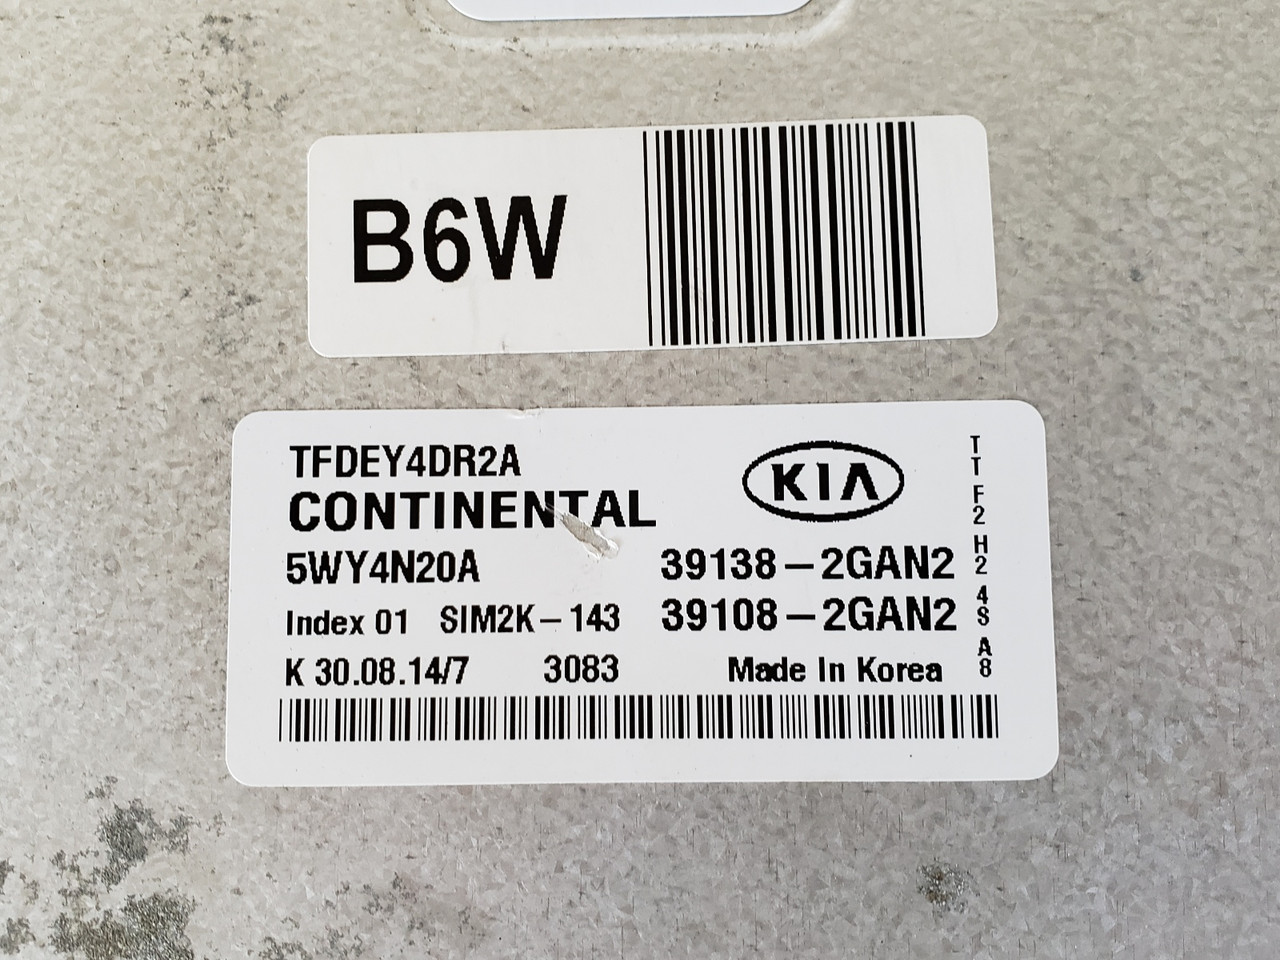 B6W
TFDEY4DR2A
KIA
CONTINENTAL
5WY4N20A 39138-2GAN2
Index 01 SIM2K-143 39108-2GAN2
K 30.08.14/7 3083 Made In Korea
TT F2 H2 4S A8